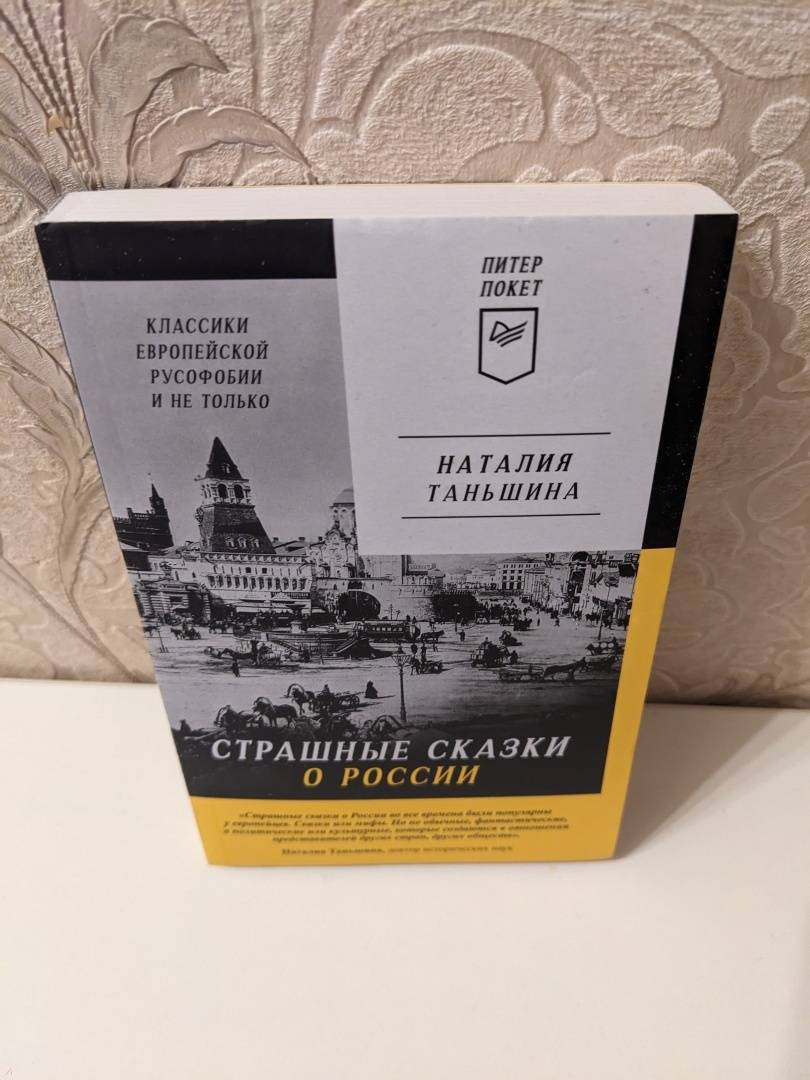 КЛАССИКИ
ЕВРОПЕЙСКОЙ
РУСОФОБИИ
И НЕ ТОЛЬКО
ПИТЕР
ПОКЕТ
НАТАЛИЯ
ТАНЬШИНА
СТРАШНЫЕ СКАЗКИ
О РОССИИ
«Страшные сказки о России во все времена были популярны
у европейцев. Сказки или мифы. Но не обычные, фантастические,
а политические или культурные, которые создаются в отношении
представителей других стран, других обществ».
Наталия Таньшина, доктор исторических наук